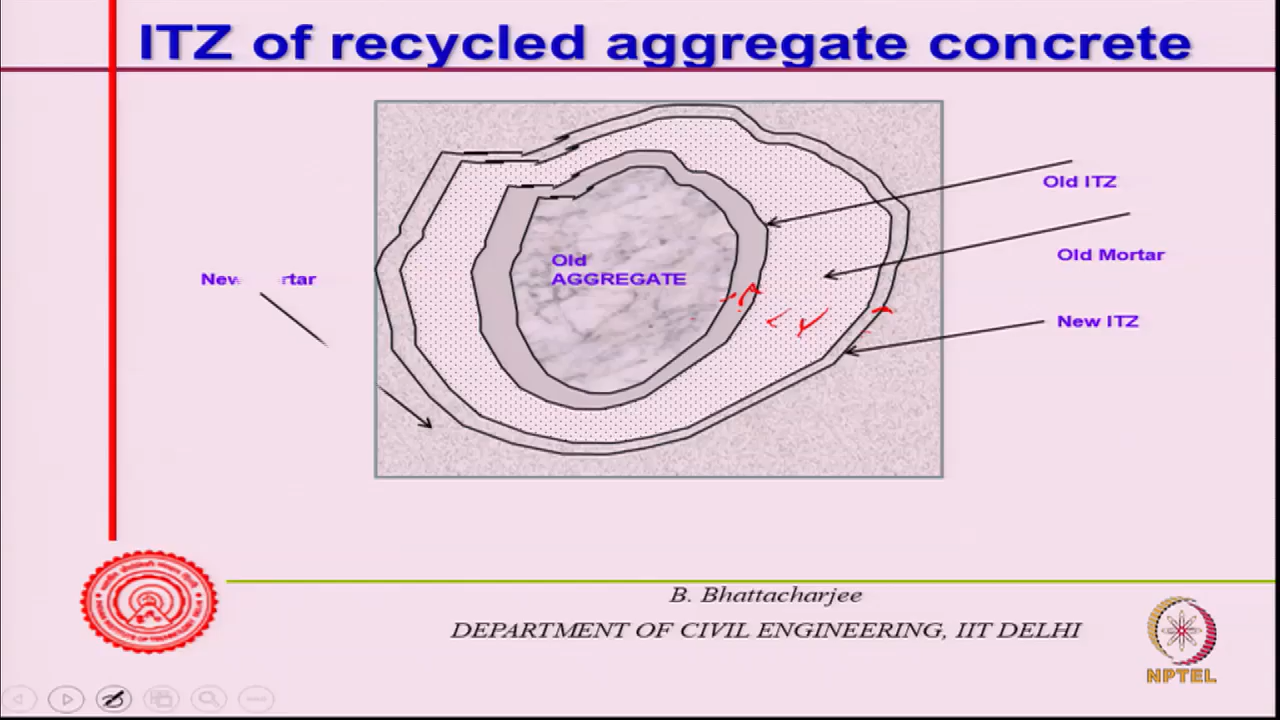 ITZ of recycled aggregate concrete
Old ITZ
Old Mortar
New ITZ
Old
AGGREGATE
B. Bhattacharjee
DEPARTMENT OF CIVIL ENGINEERING, IIT DELHI
NPTEL